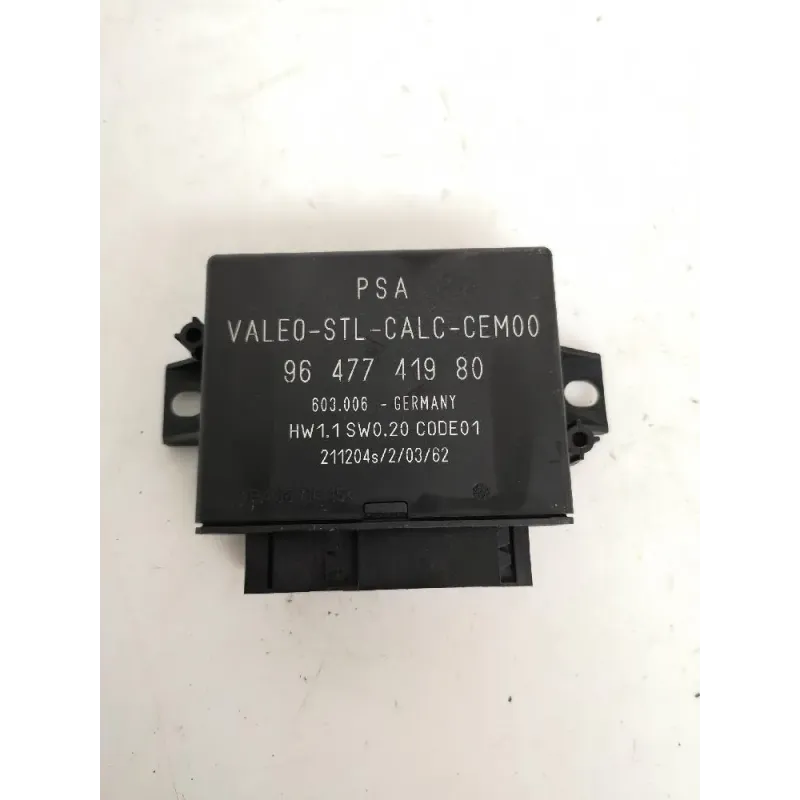 PSA
VALEO-STL-CALC-CEM00
96 477 419 80
603.006 - GERMANY
HW1.1 SW0.20 CODE01
211204s/2/03/62